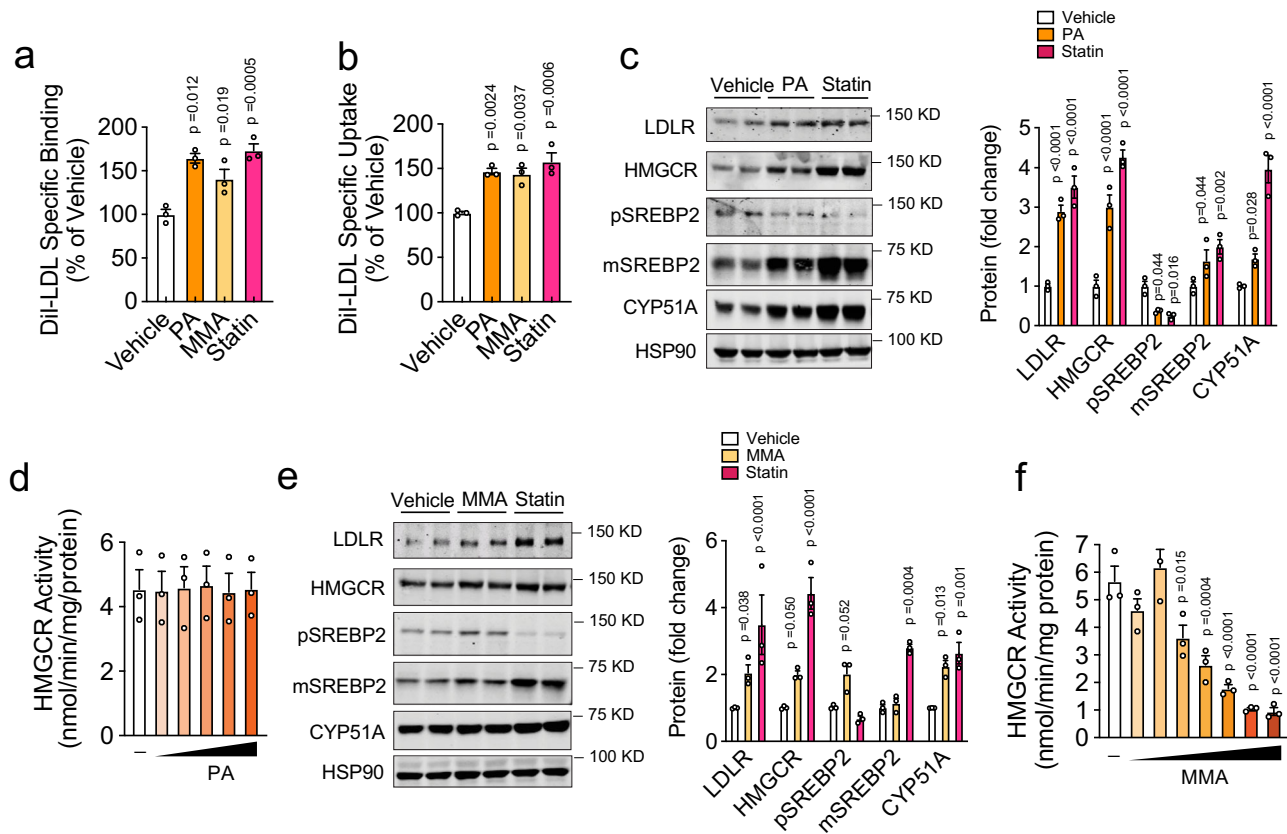 a
DiI-LDL Specific Binding
(% of Vehicle)
200
150
100
50
0
p =0.012
p =0.019
p =0.0005
Vehicle
PA
MMA
Statin
b
DiI-LDL Specific Uptake
(% of Vehicle)
200
150
100
50
0
p =0.0024
p =0.0037
p =0.0006
Vehicle
PA
MMA
Statin
c
Vehicle PA Statin
LDLR
150 KD
HMGCR
150 KD
pSREBP2
150 KD
mSREBP2
75 KD
CYP51A
75 KD
HSP90
100 KD
Vehicle
PA
Statin
Protein (fold change)
6
5
4
3
2
1
0
p <0.0001
p <0.0001
p <0.0001
p <0.0001
p=0.044
p=0.016
p=0.044
p=0.002
p=0.028
p <0.0001
LDLR
HMGCR
pSREBP2
mSREBP2
CYP51A
d
HMGCR Activity
(nmol/min/mg/protein)
8
6
4
2
0
–
PA
e
Vehicle MMA Statin
LDLR
150 KD
HMGCR
150 KD
pSREBP2
150 KD
mSREBP2
75 KD
CYP51A
75 KD
HSP90
100 KD
Vehicle
MMA
Statin
Protein (fold change)
6
4
2
0
p =0.038
p <0.0001
p =0.050
p <0.0001
p =0.052
p =0.0004
p =0.013
p =0.001
LDLR
HMGCR
pSREBP2
mSREBP2
CYP51A
f
HMGCR Activity
(nmol/min/mg protein)
7
6
5
4
3
2
1
0
p =0.015
p =0.0004
p <0.0001
p <0.0001
p <0.0001
–
MMA